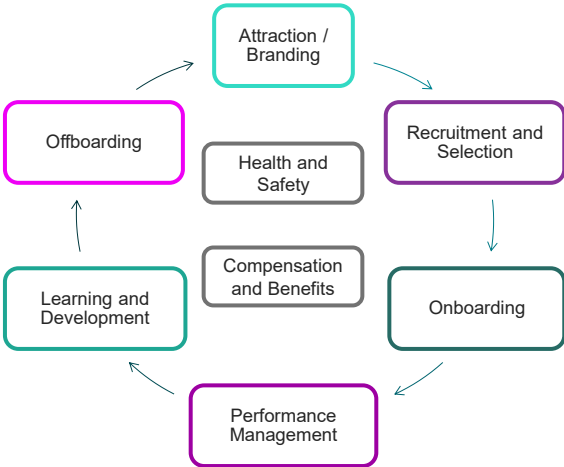 Attraction /
Branding
Recruitment and
Selection
Offboarding
Health and
Safety
Compensation
and Benefits
Learning and
Development
Onboarding
Performance
Management